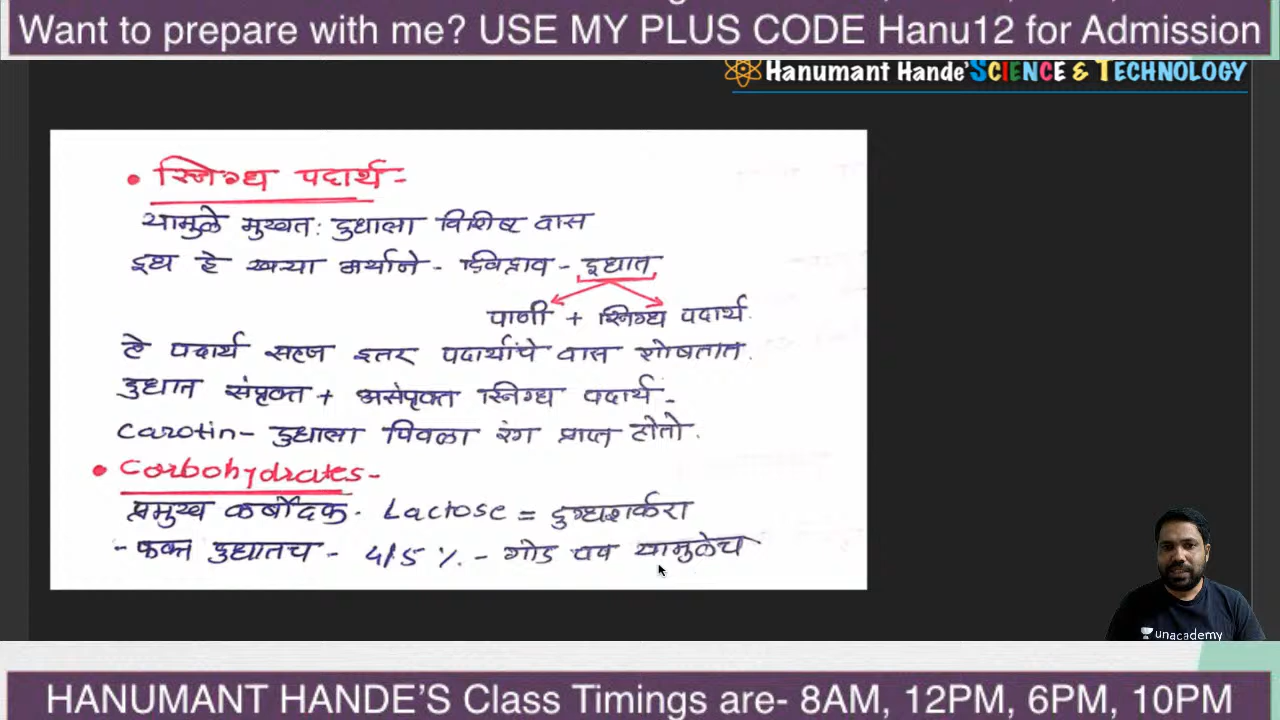 Want to prepare with me? USE MY PLUS CODE Hanu12 for Admission
Hanumant Hande'SCIENCE & TECHNOLOGY
• स्निग्ध पदार्थ -
यामुळे मुख्यतः दुधाला विशिष्ट वास
दुध हे खऱ्या अर्थाने - - दुधात
पाणी + स्निग्ध पदार्थ.
हे पदार्थ सहज इतर पदार्थांचे वास शोषतात.
दुधात संपृक्त + असंपृक्त स्निग्ध पदार्थ -
Carotin - दुधाला पिवळा रंग प्राप्त होतो.
• Carbohydrates -
प्रमुख कर्बोदक - Lactose = दुग्धशर्करा
- फक्त दुधातच - 4/5 % - गोड चव यामुळेच
unacademy
HANUMANT HANDE'S Class Timings are- 8AM, 12PM, 6PM, 10PM